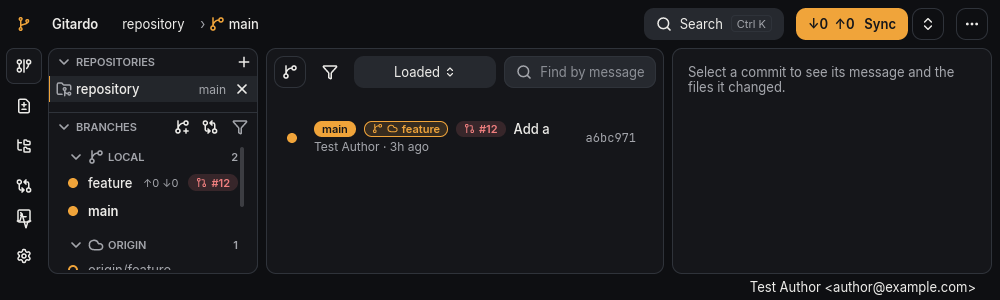 Gitardo repository › main Search Ctrl K ↓0 ↑0 Sync
REPOSITORIES
repository main
BRANCHES
LOCAL 2
feature ↑0 ↓0 #12
main
ORIGIN 1
origin/feature
Loaded Find by message
main feature #12 Add a a6bc971
Test Author · 3h ago
Select a commit to see its message and the
files it changed.
Test Author <author@example.com>